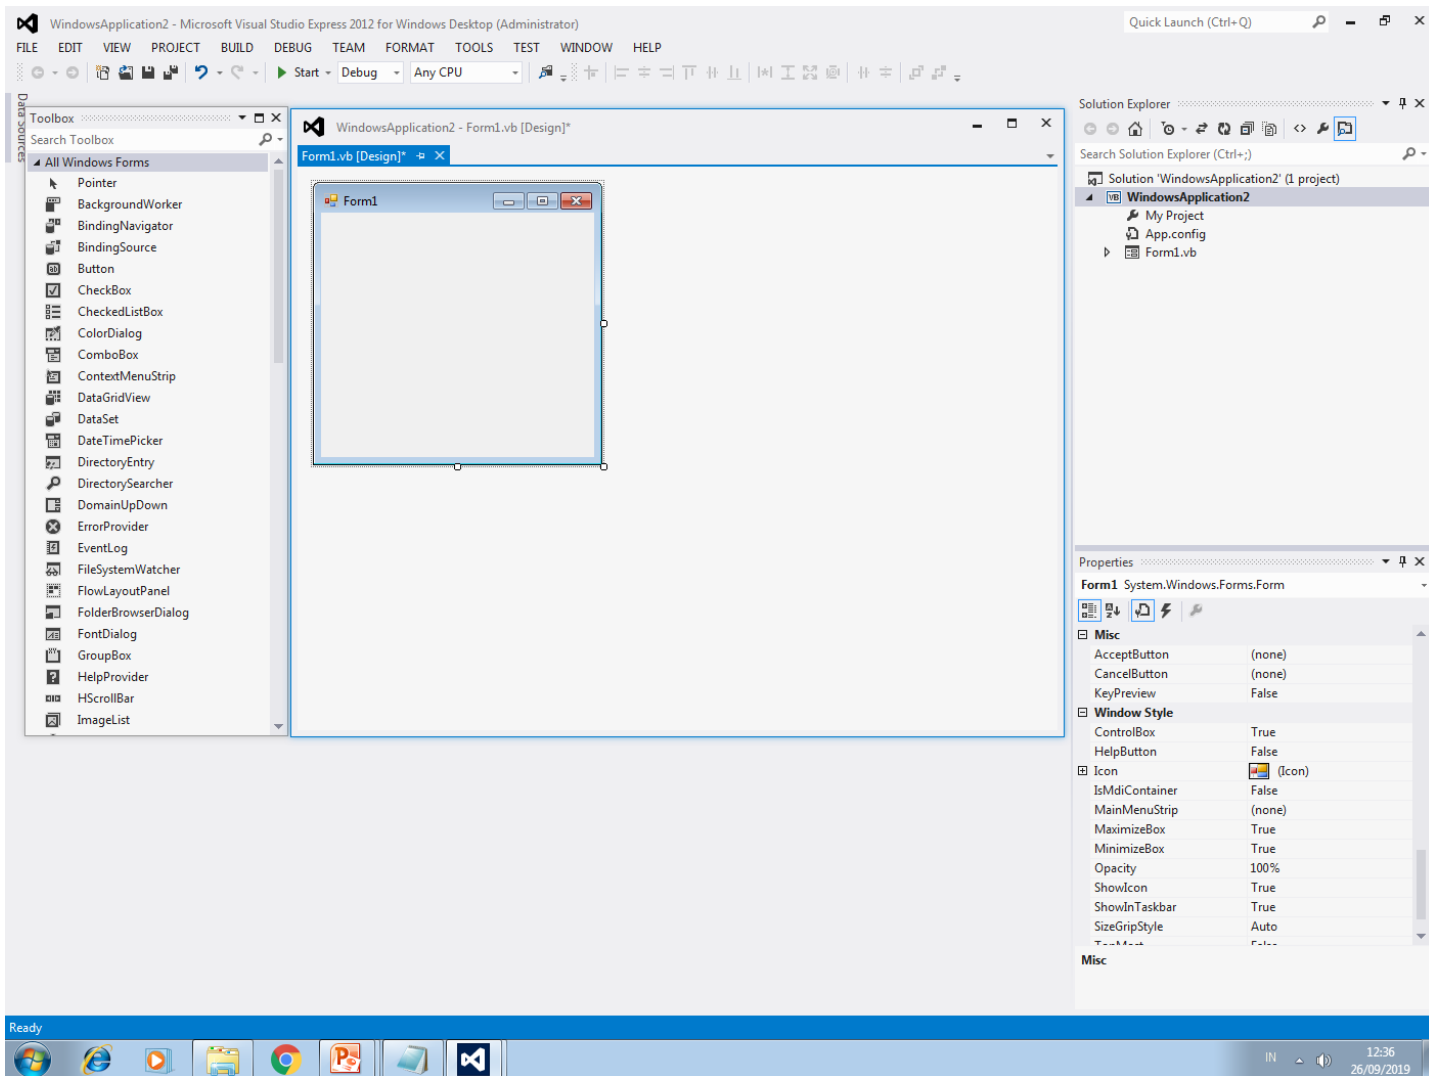 WindowsApplication2 - Microsoft Visual Studio Express 2012 for Windows Desktop (Administrator)
Quick Launch (Ctrl+Q)
FILE EDIT VIEW PROJECT BUILD DEBUG TEAM FORMAT TOOLS TEST WINDOW HELP
Start Debug Any CPU
Data Sources
Toolbox
Search Toolbox
All Windows Forms
Pointer
BackgroundWorker
BindingNavigator
BindingSource
Button
CheckBox
CheckedListBox
ColorDialog
ComboBox
ContextMenuStrip
DataGridView
DataSet
DateTimePicker
DirectoryEntry
DirectorySearcher
DomainUpDown
ErrorProvider
EventLog
FileSystemWatcher
FlowLayoutPanel
FolderBrowserDialog
FontDialog
GroupBox
HelpProvider
HScrollBar
ImageList
WindowsApplication2 - Form1.vb [Design]*
Form1.vb [Design]*
Form1
Solution Explorer
Search Solution Explorer (Ctrl+;)
Solution 'WindowsApplication2' (1 project)
WindowsApplication2
My Project
App.config
Form1.vb
Properties
Form1 System.Windows.Forms.Form
Misc
AcceptButton (none)
CancelButton (none)
KeyPreview False
Window Style
ControlBox True
HelpButton False
Icon (Icon)
IsMdiContainer False
MainMenuStrip (none)
MaximizeBox True
MinimizeBox True
Opacity 100%
ShowIcon True
ShowInTaskbar True
SizeGripStyle Auto
TopMost False
Misc
Ready
IN
12:36
26/09/2019